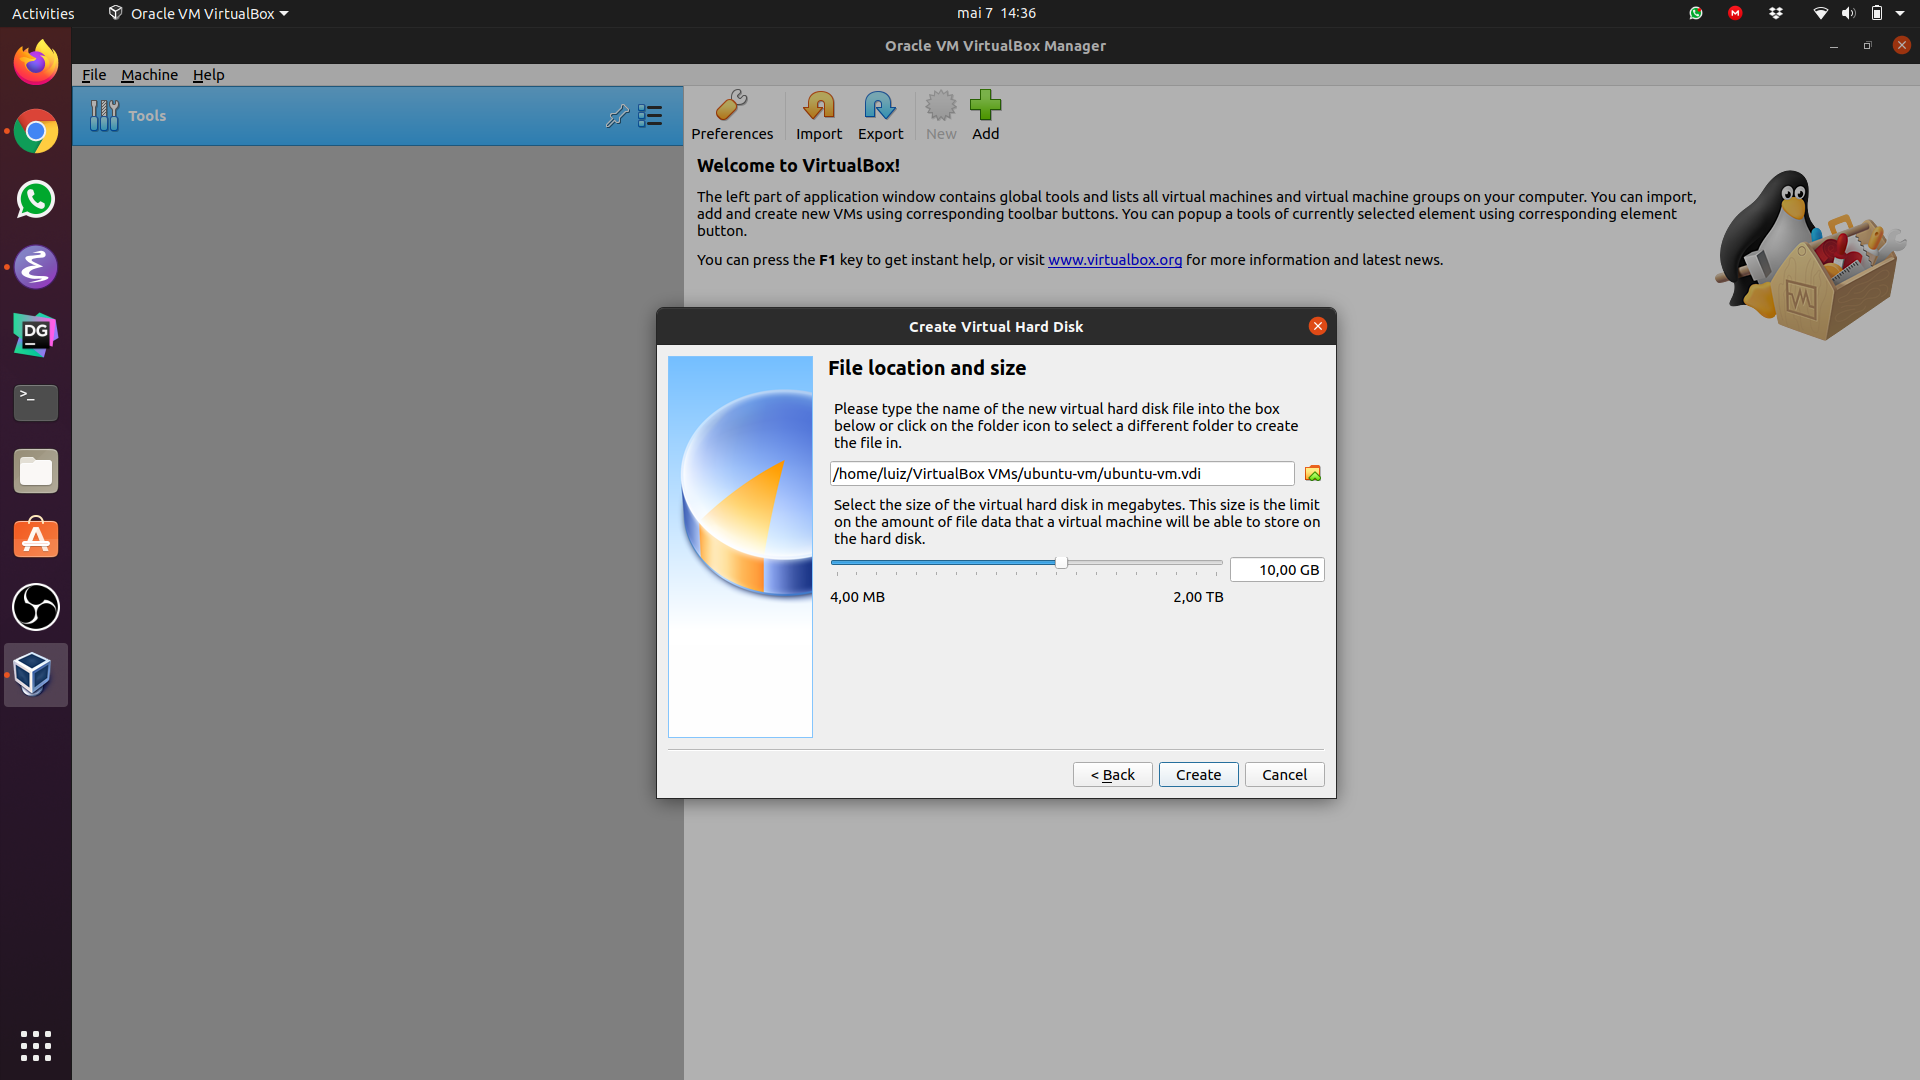 Activities
Oracle VM VirtualBox
mai 7 14:36
M
Oracle VM VirtualBox Manager
File Machine Help
Tools
Preferences Import Export New Add
Welcome to VirtualBox!
The left part of application window contains global tools and lists all virtual machines and virtual machine groups on your computer. You can import,
add and create new VMs using corresponding toolbar buttons. You can popup a tools of currently selected element using corresponding element
button.
You can press the F1 key to get instant help, or visit www.virtualbox.org for more information and latest news.
DG
>_
Create Virtual Hard Disk
File location and size
Please type the name of the new virtual hard disk file into the box
below or click on the folder icon to select a different folder to create
the file in.
/home/luiz/VirtualBox VMs/ubuntu-vm/ubuntu-vm.vdi
Select the size of the virtual hard disk in megabytes. This size is the limit
on the amount of file data that a virtual machine will be able to store on
the hard disk.
10,00 GB
4,00 MB 2,00 TB
< Back Create Cancel